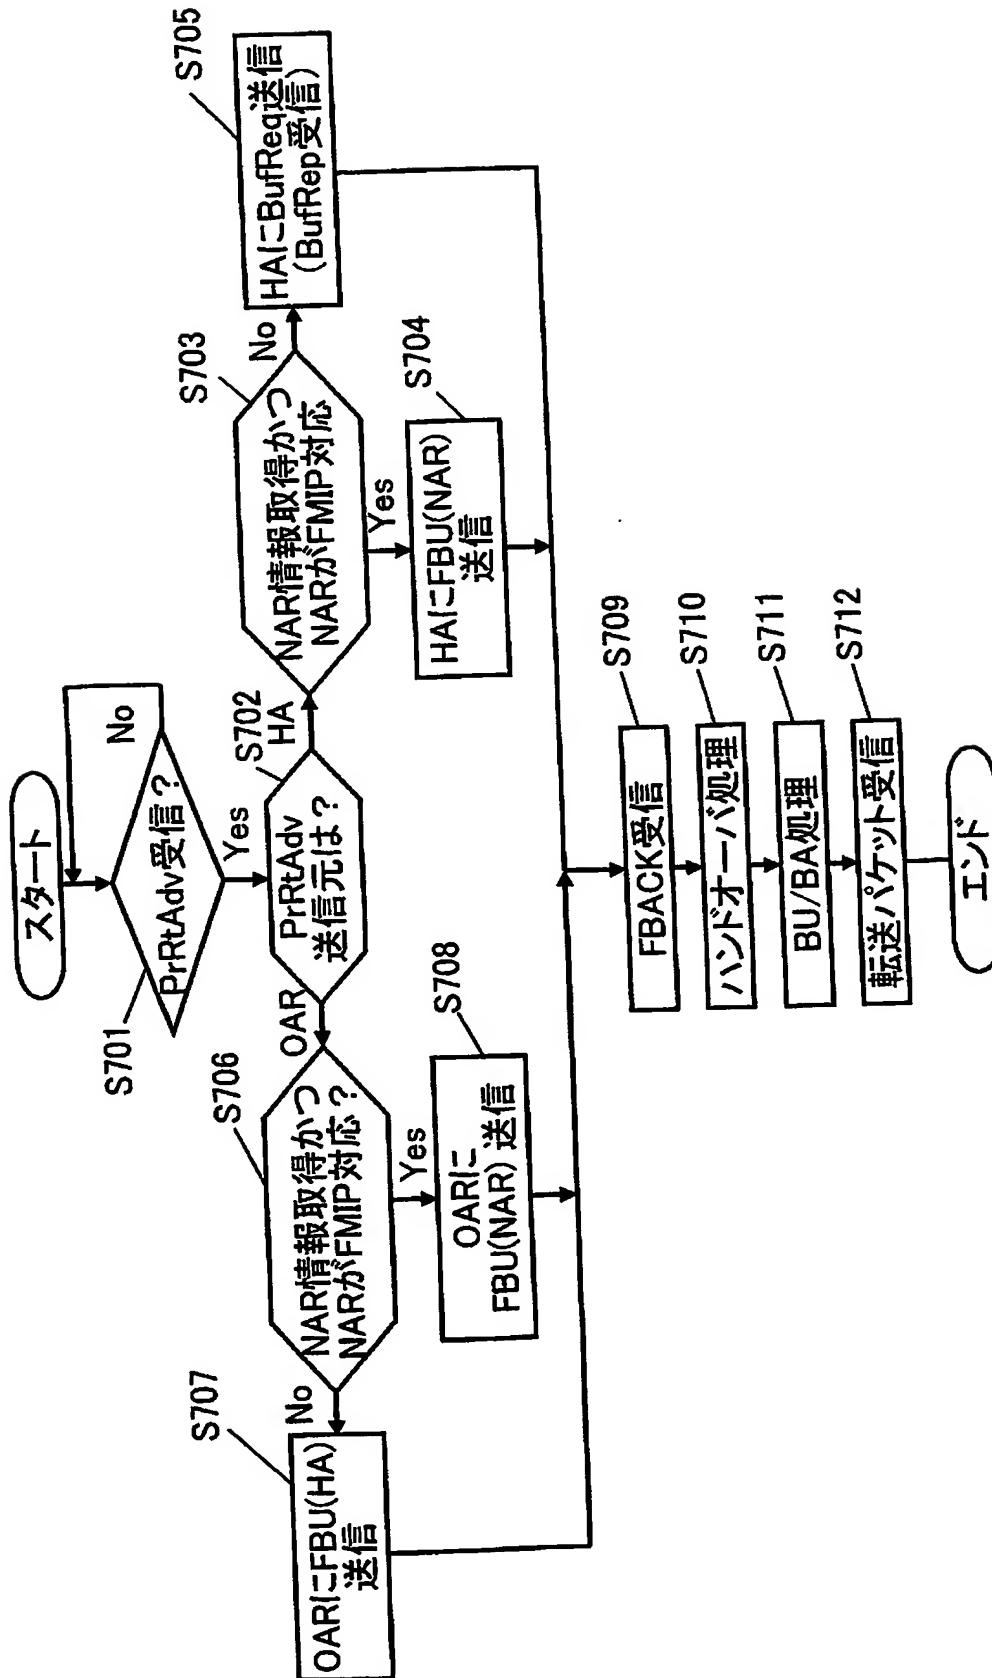 スタート
S701
PrRtAdv受信?
No
Yes
S702
PrRtAdv
送信元は?
OAR
HA
S706
NAR情報取得かつ
NARがFMIP対応?
No
Yes
S707
OARにFBU(HA)
送信
S708
OARに
FBU(NAR) 送信
S703
NAR情報取得かつ
NARがFMIP対応
No
Yes
S704
HAにFBU(NAR)
送信
S705
HAにBufReq送信
(BufRep受信)
S709
FBACK受信
S710
ハンドオーバ処理
S711
BU/BA処理
S712
転送パケット受信
エンド